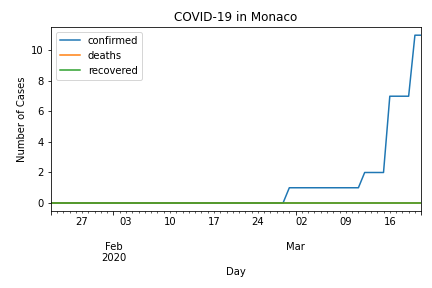 COVID-19 in Monaco
confirmed
deaths
recovered
Number of Cases
10
8
6
4
2
0
27 03 10 17 24 02 09 16
Feb Mar
2020
Day